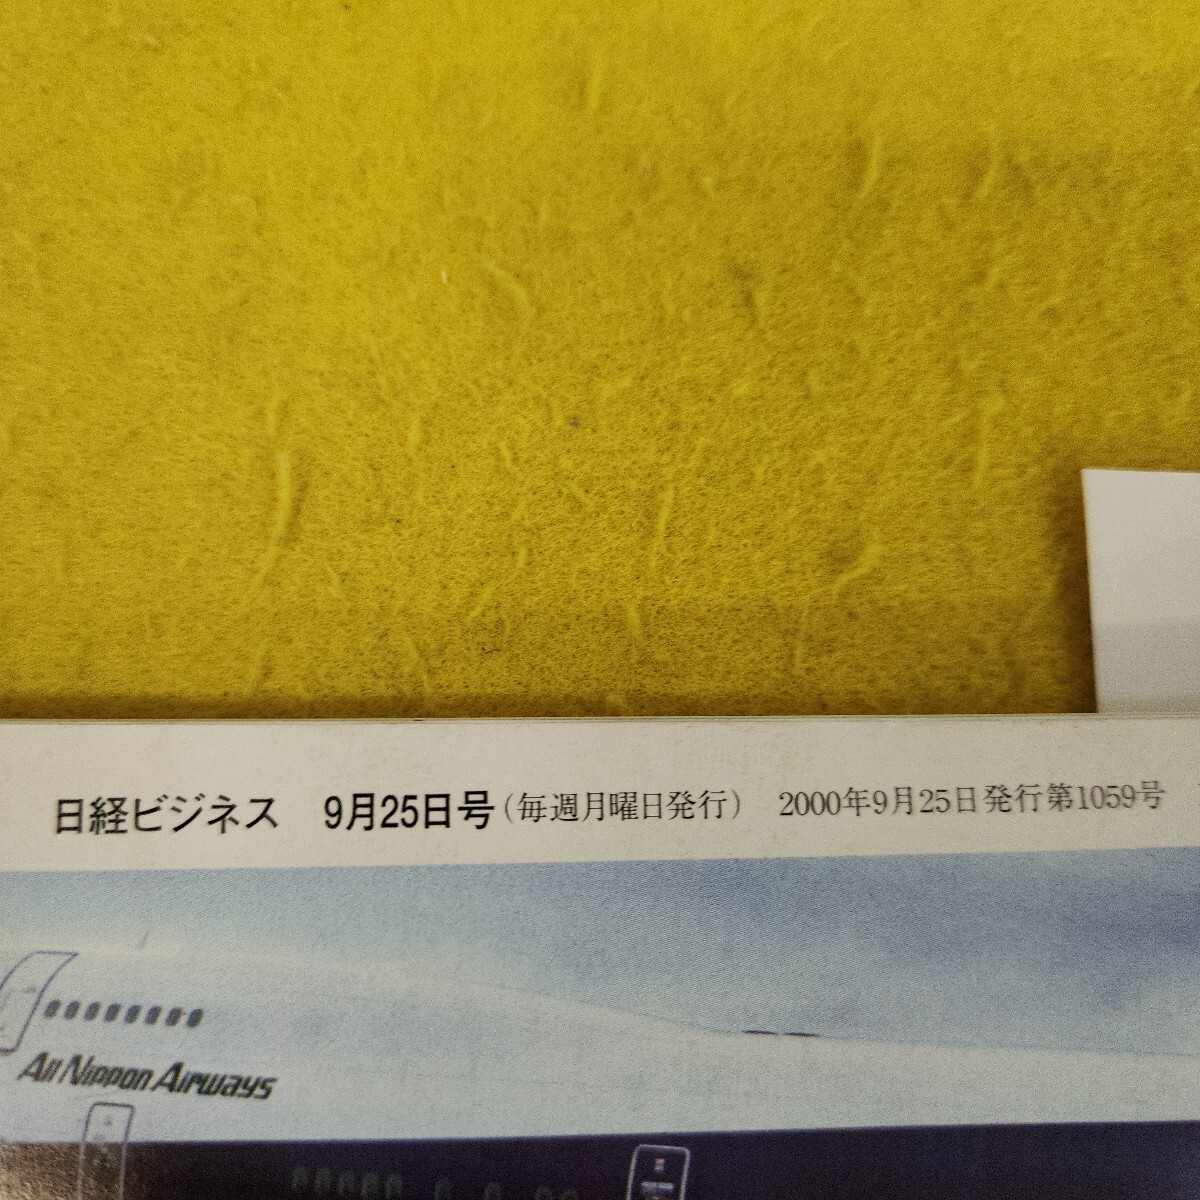 日経ビジネス　9月25日号（毎週月曜日発行）　2000年9月25日発行第1059号
All Nippon Airways